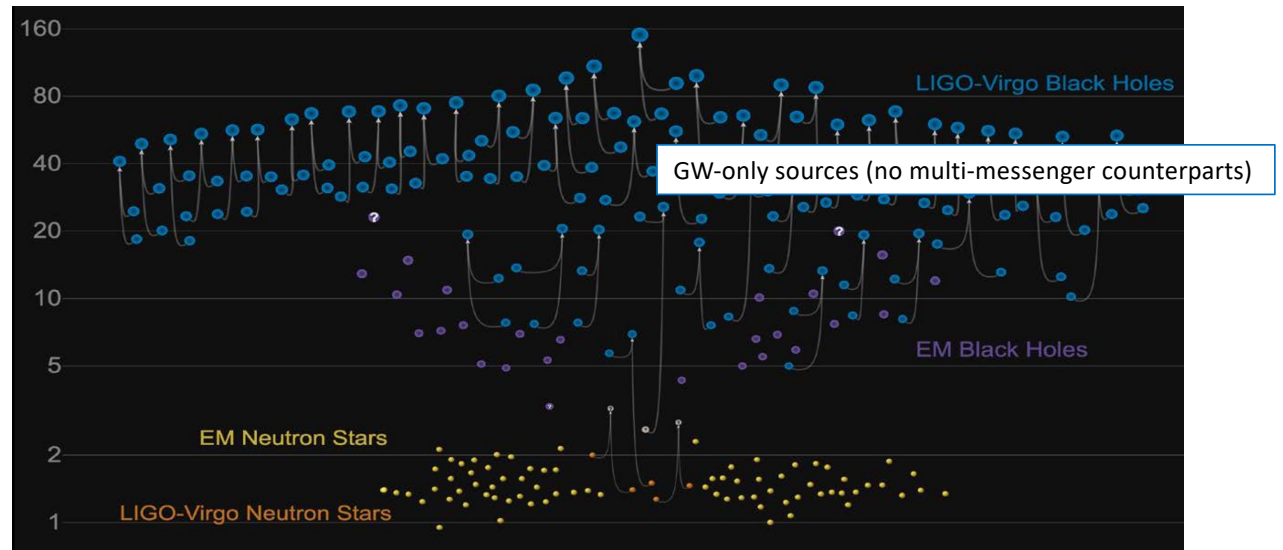 160
LIGO-Virgo Black Holes
80
GW-only sources (no multi-messenger counterparts)
40
?
?
20
10
EM Black Holes
5
EM Neutron Stars
2
LIGO-Virgo Neutron Stars
1